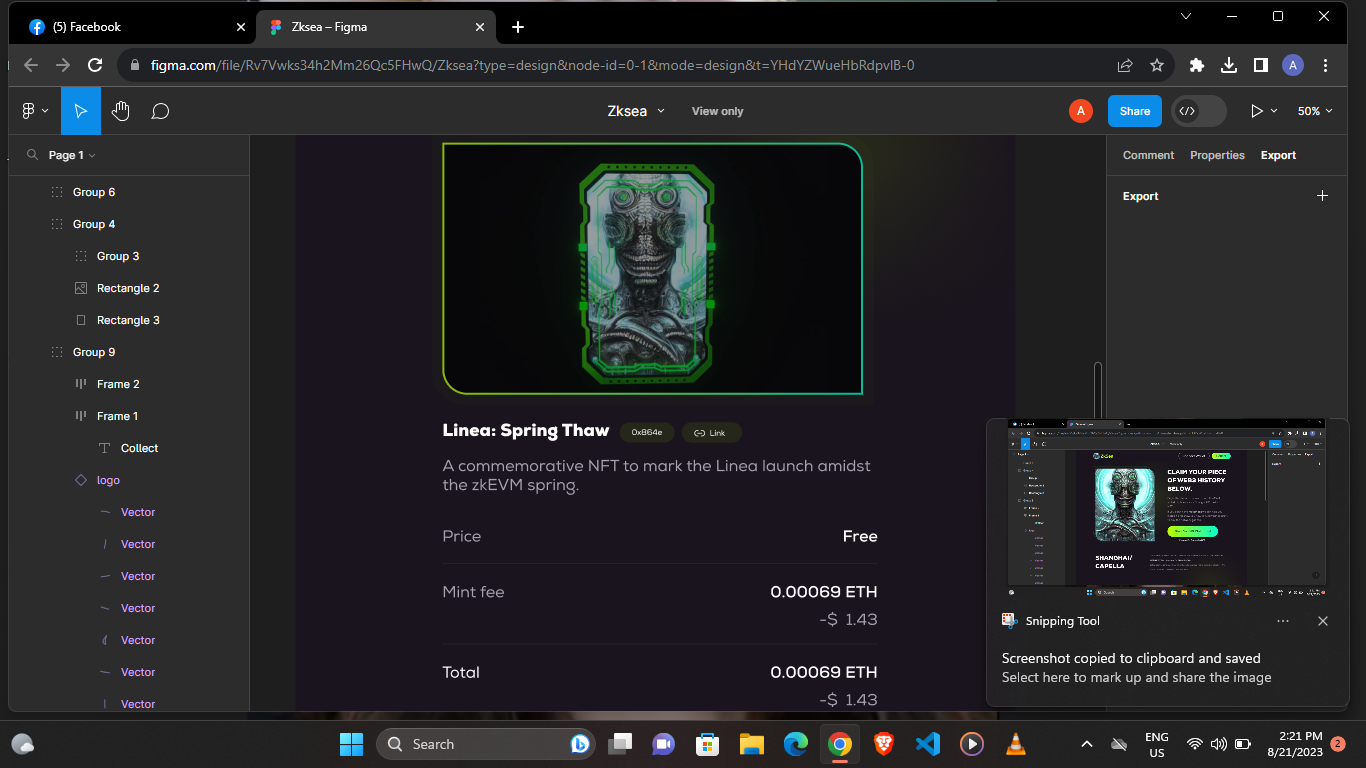 (5) Facebook
Zksea – Figma
figma.com/file/Rv7Vwks34h2Mm26Qc5FHwQ/Zksea?type=design&node-id=0-1&mode=design&t=YHdYZWueHbRdpvIB-0
A
Zksea
View only
A
Share
50%
Page 1
Comment
Properties
Export
Export
Group 6
Group 4
Group 3
Rectangle 2
Rectangle 3
Group 9
Frame 2
Frame 1
Collect
logo
Vector
Vector
Vector
Vector
Vector
Vector
Vector
Linea: Spring Thaw
0x864e
Link
A commemorative NFT to mark the Linea launch amidst
the zkEVM spring.
Price
Free
Mint fee
0.00069 ETH
~$ 1.43
Total
0.00069 ETH
~$ 1.43
ZkSea
CLAIM YOUR PIECE
OF WEB3 HISTORY
BELOW.
SHANGHAI/
CAPELLA
Snipping Tool
Screenshot copied to clipboard and saved
Select here to mark up and share the image
Search
ENG
US
2:21 PM
8/21/2023
2